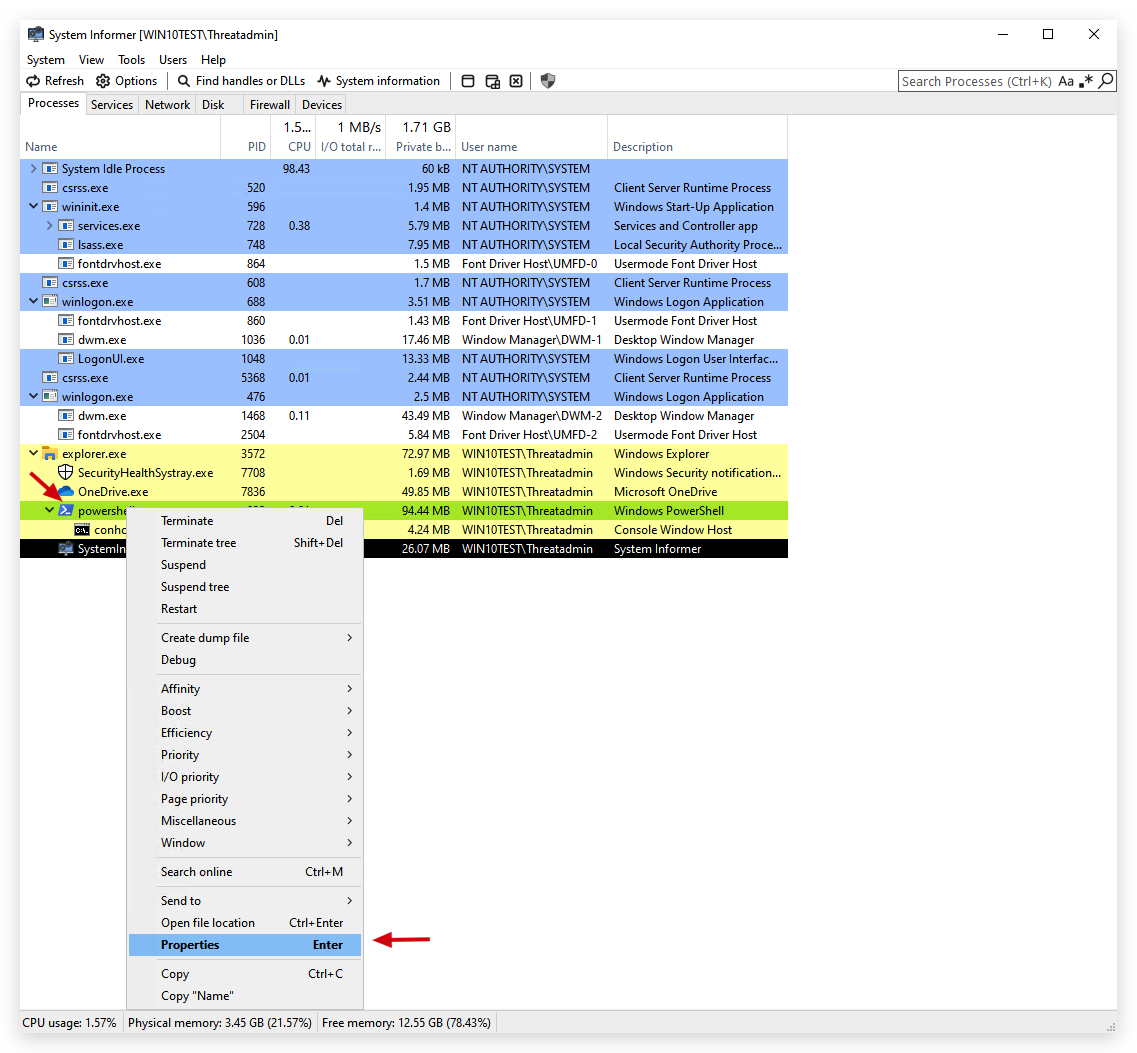 System Informer [WIN10TEST\Threatadmin]
System View Tools Users Help
Refresh Options Find handles or DLLs System information Search Processes (Ctrl+K) Aa .*
Processes Services Network Disk Firewall Devices
1.5... 1 MB/s 1.71 GB
Name PID CPU I/O total r... Private b... User name Description
System Idle Process 98.43 60 kB NT AUTHORITY\SYSTEM
csrss.exe 520 1.95 MB NT AUTHORITY\SYSTEM Client Server Runtime Process
wininit.exe 596 1.4 MB NT AUTHORITY\SYSTEM Windows Start-Up Application
services.exe 728 0.38 5.79 MB NT AUTHORITY\SYSTEM Services and Controller app
lsass.exe 748 7.95 MB NT AUTHORITY\SYSTEM Local Security Authority Proce...
fontdrvhost.exe 864 1.5 MB Font Driver Host\UMFD-0 Usermode Font Driver Host
csrss.exe 608 1.7 MB NT AUTHORITY\SYSTEM Client Server Runtime Process
winlogon.exe 688 3.51 MB NT AUTHORITY\SYSTEM Windows Logon Application
fontdrvhost.exe 860 1.43 MB Font Driver Host\UMFD-1 Usermode Font Driver Host
dwm.exe 1036 0.01 17.46 MB Window Manager\DWM-1 Desktop Window Manager
LogonUI.exe 1048 13.33 MB NT AUTHORITY\SYSTEM Windows Logon User Interfac...
csrss.exe 5368 0.01 2.44 MB NT AUTHORITY\SYSTEM Client Server Runtime Process
winlogon.exe 476 2.5 MB NT AUTHORITY\SYSTEM Windows Logon Application
dwm.exe 1468 0.11 43.49 MB Window Manager\DWM-2 Desktop Window Manager
fontdrvhost.exe 2504 5.84 MB Font Driver Host\UMFD-2 Usermode Font Driver Host
explorer.exe 3572 72.97 MB WIN10TEST\Threatadmin Windows Explorer
SecurityHealthSystray.exe 7708 1.69 MB WIN10TEST\Threatadmin Windows Security notification...
OneDrive.exe 7836 49.85 MB WIN10TEST\Threatadmin Microsoft OneDrive
powershe 94.44 MB WIN10TEST\Threatadmin Windows PowerShell
conho 4.24 MB WIN10TEST\Threatadmin Console Window Host
SystemIn 26.07 MB WIN10TEST\Threatadmin System Informer
Terminate Del
Terminate tree Shift+Del
Suspend
Suspend tree
Restart
Create dump file
Debug
Affinity
Boost
Efficiency
Priority
I/O priority
Page priority
Miscellaneous
Window
Search online Ctrl+M
Send to
Open file location Ctrl+Enter
Properties Enter
Copy Ctrl+C
Copy "Name"
CPU usage: 1.57% Physical memory: 3.45 GB (21.57%) Free memory: 12.55 GB (78.43%)